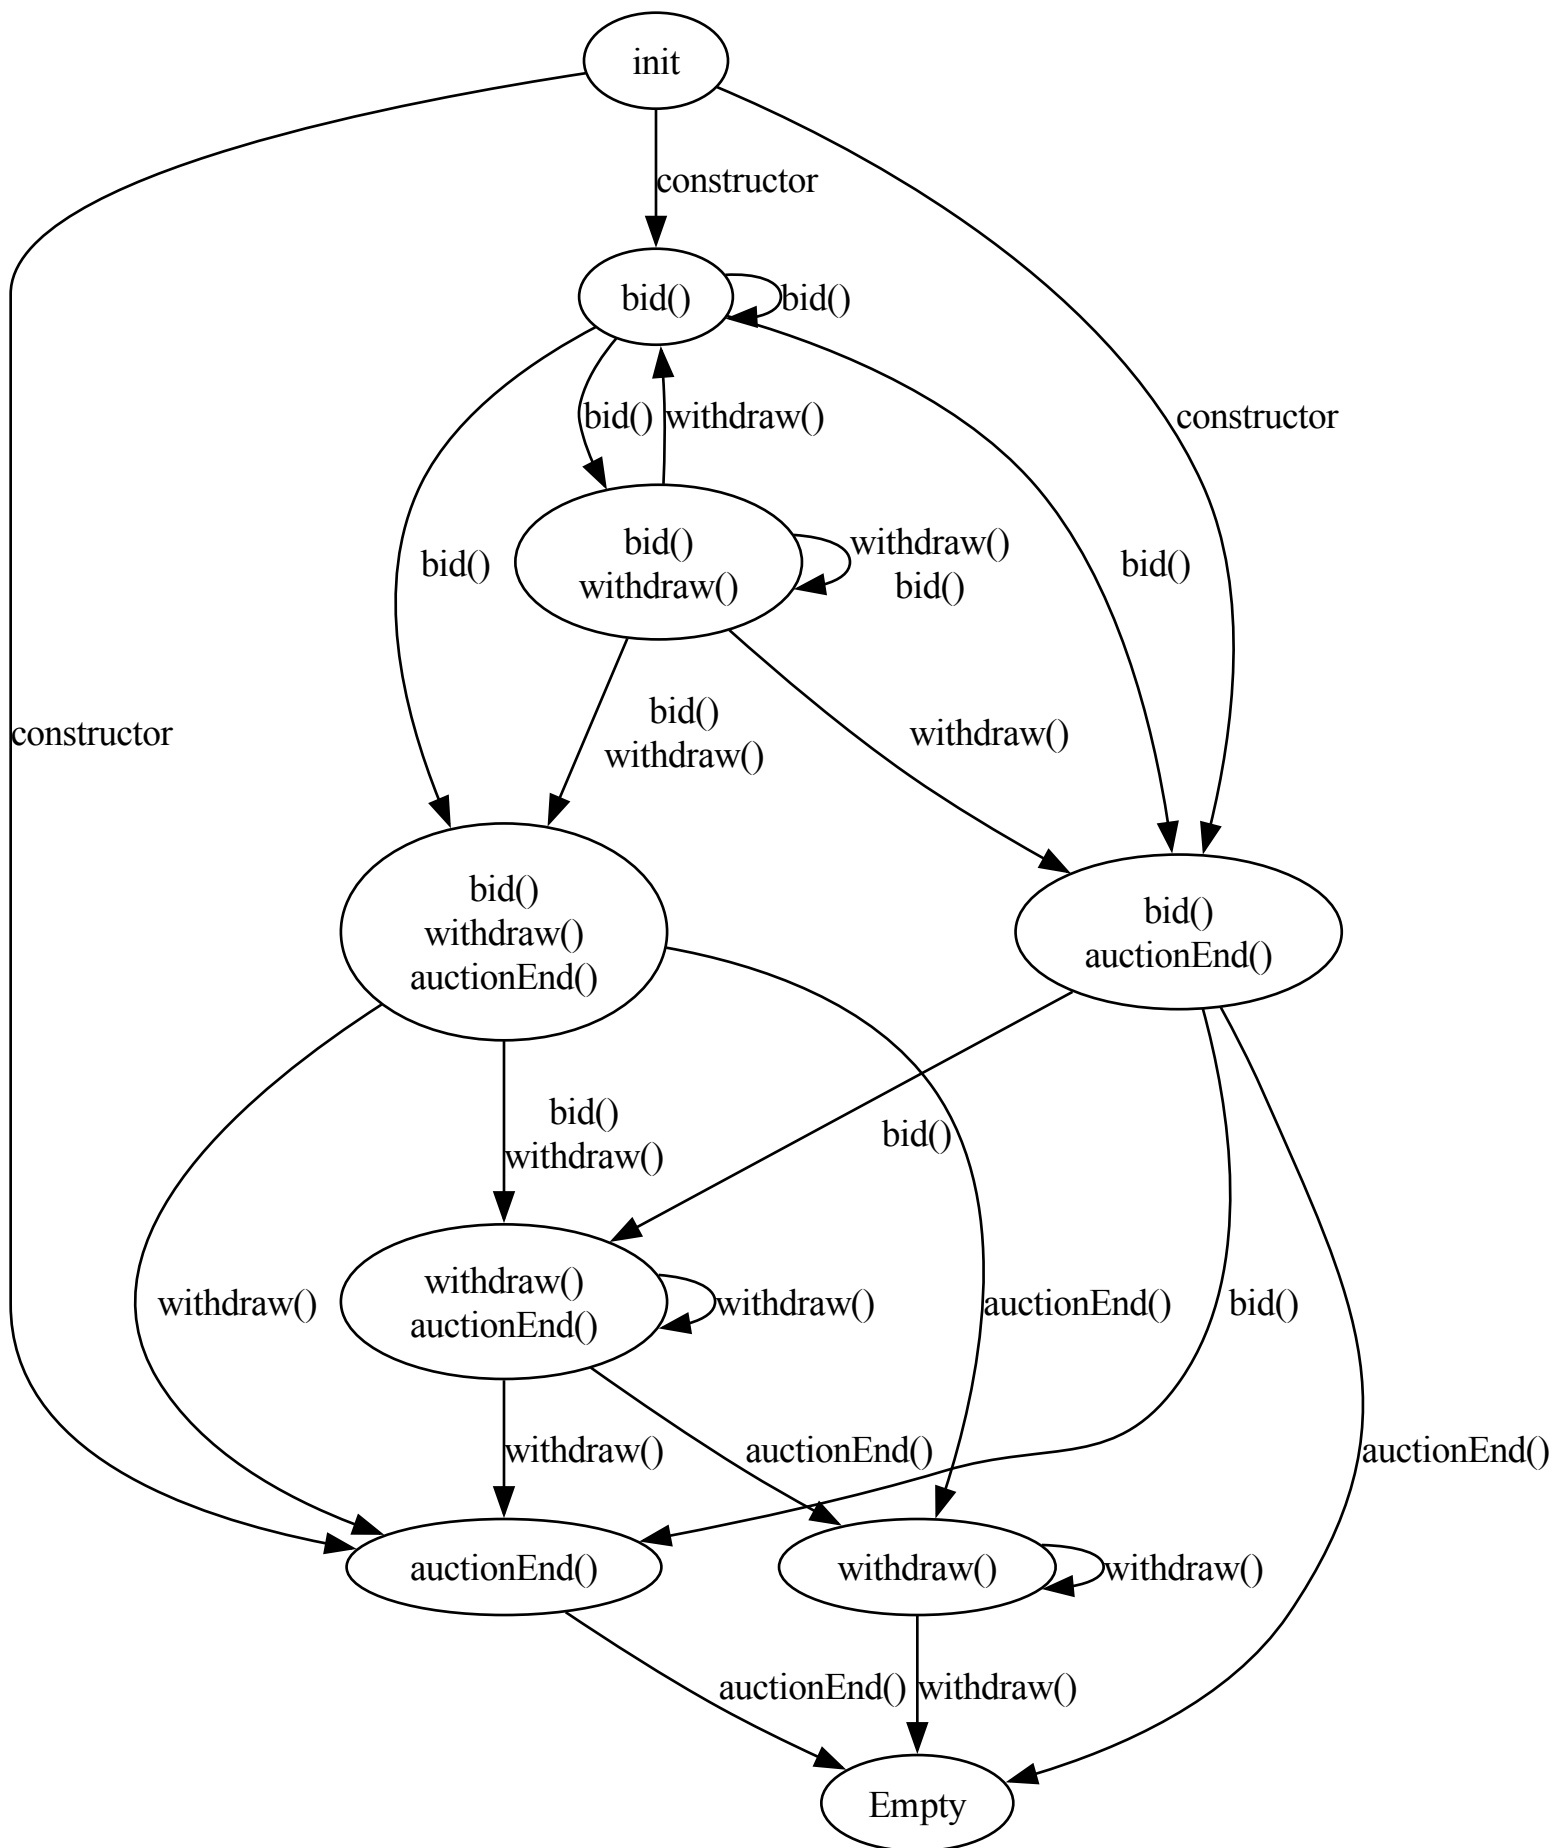 init
constructor
bid()
bid()
bid()
withdraw()
constructor
bid()
withdraw()
withdraw()
bid()
bid()
bid()
constructor
bid()
withdraw()
withdraw()
bid()
withdraw()
auctionEnd()
bid()
auctionEnd()
bid()
withdraw()
bid()
withdraw()
auctionEnd()
withdraw()
withdraw()
auctionEnd()
bid()
withdraw()
auctionEnd()
auctionEnd()
auctionEnd()
withdraw()
withdraw()
auctionEnd()
withdraw()
Empty